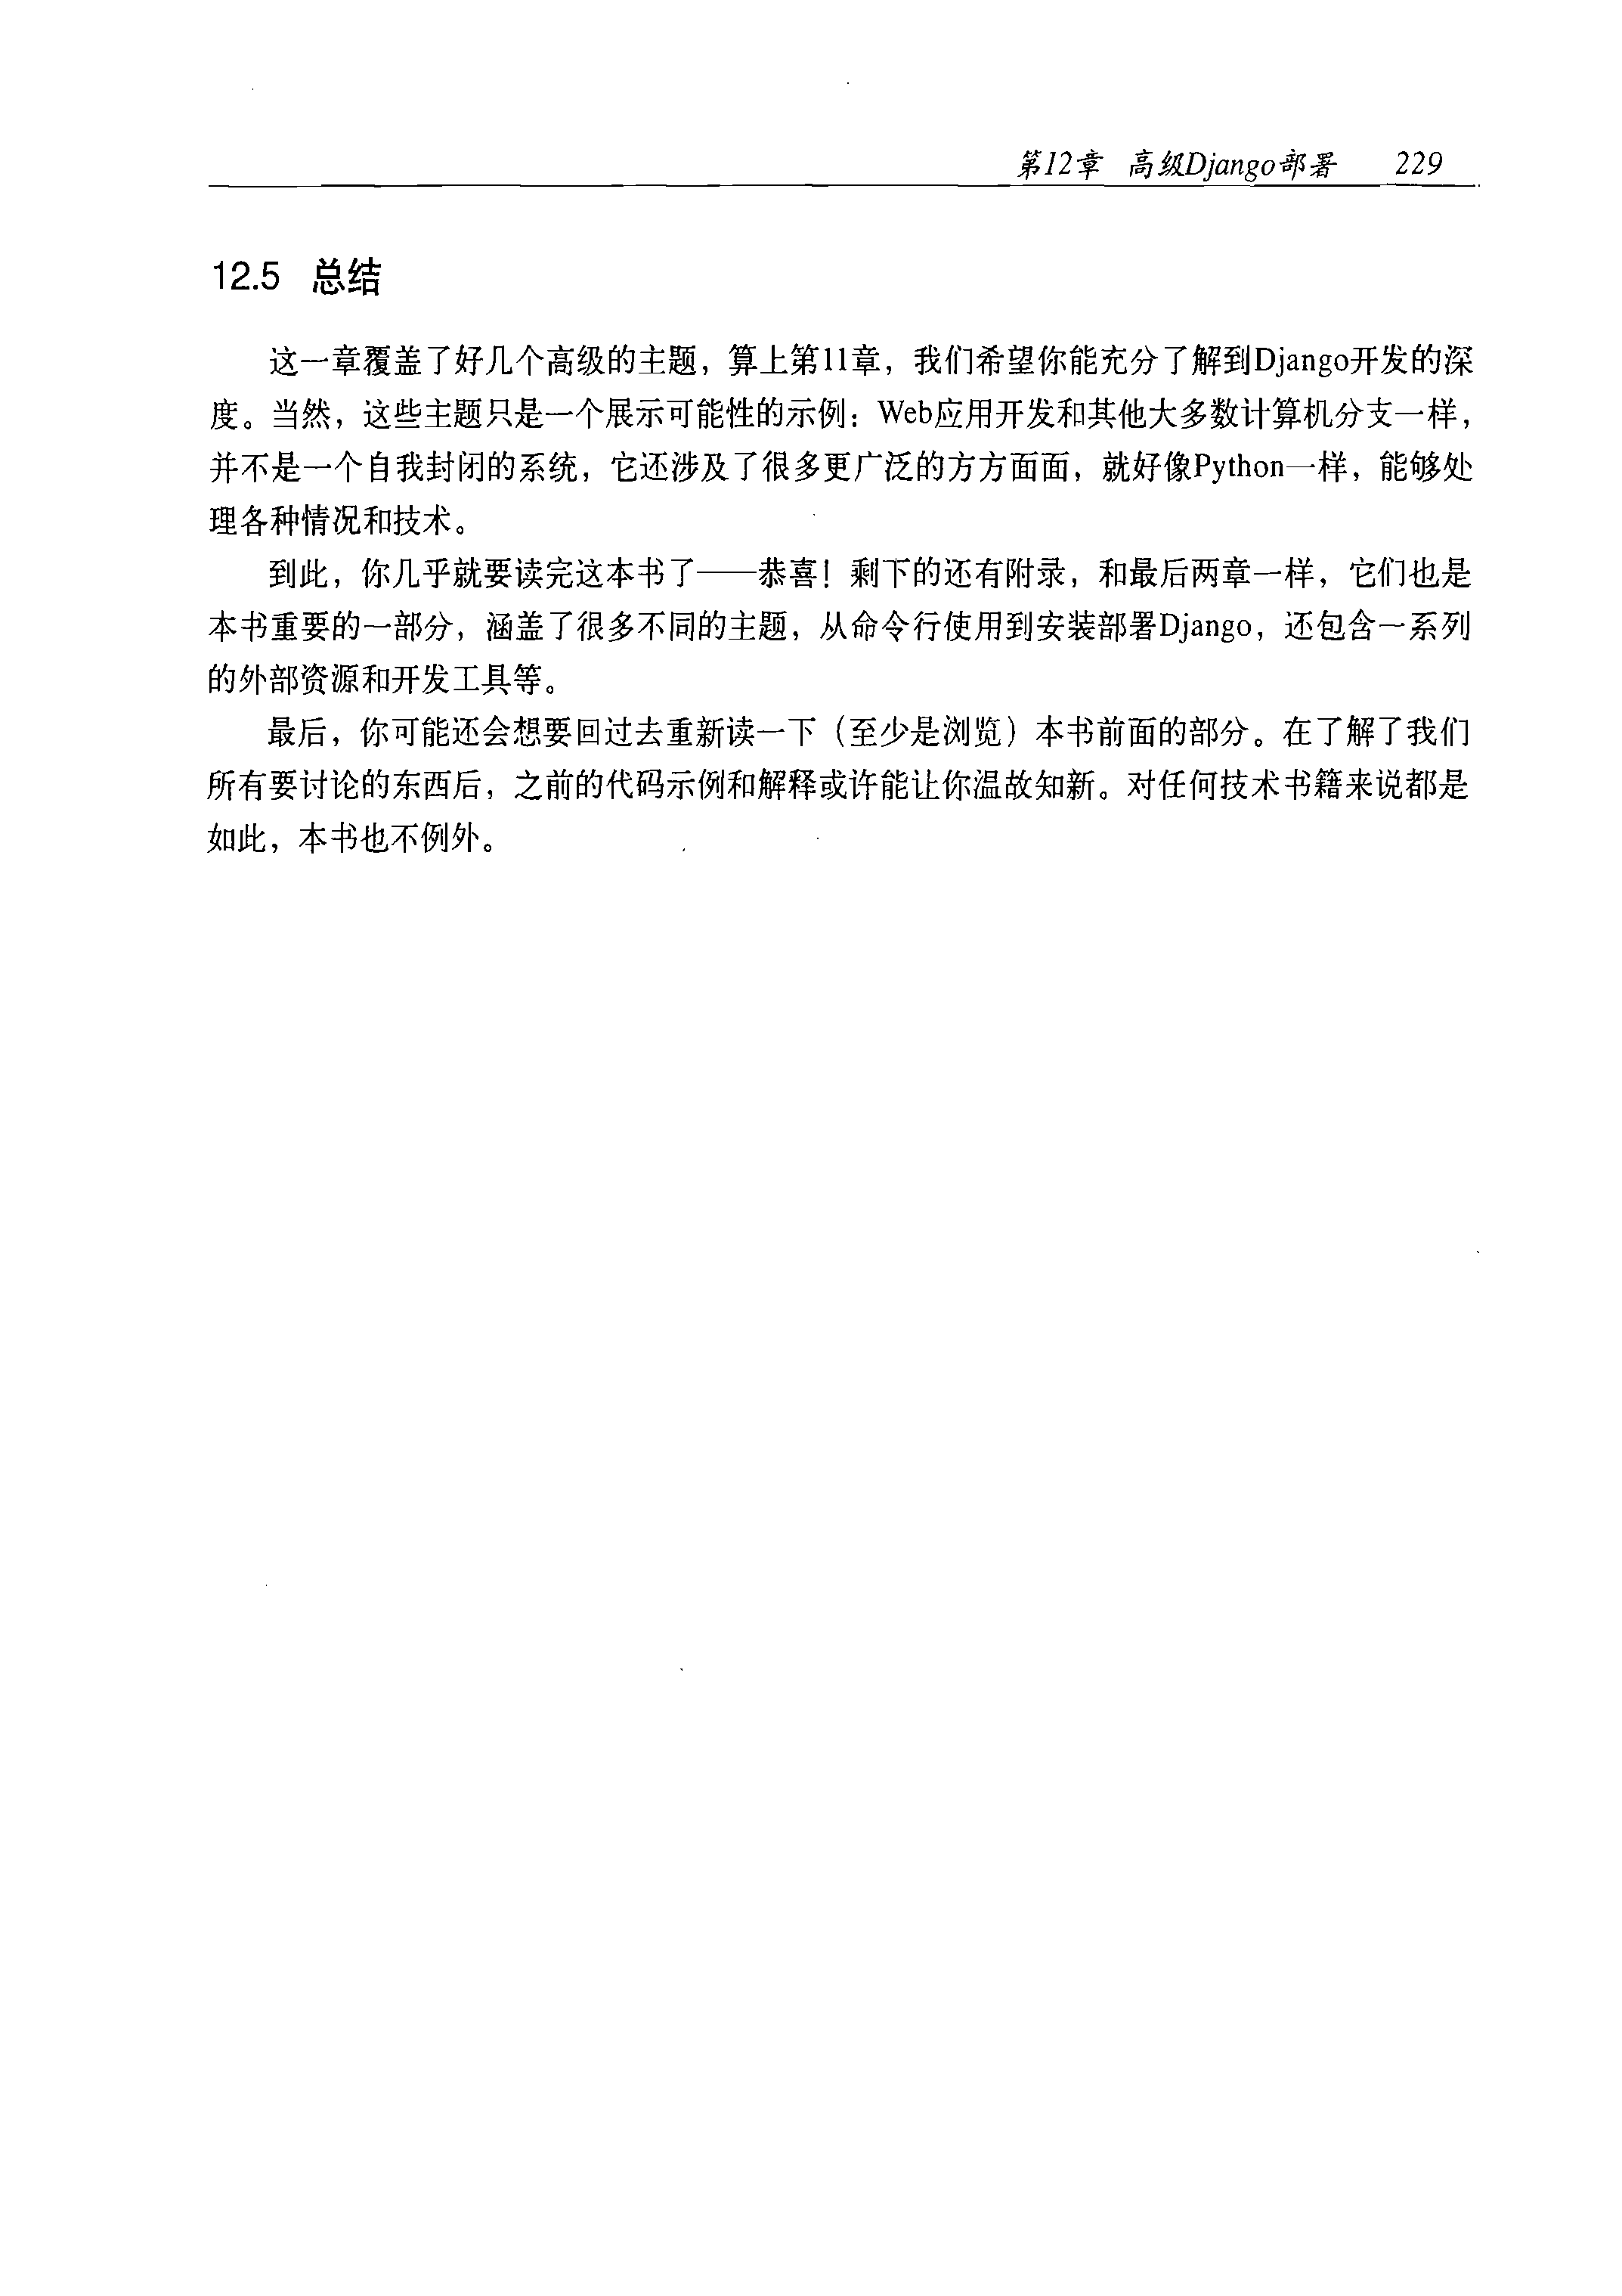 第12章 高级Django部署 229
12.5 总结
这一章覆盖了好几个高级的主题，算上第11章，我们希望你能充分了解到Django开发的深
度。当然，这些主题只是一个展示可能性的示例：Web应用开发和其他大多数计算机分支一样，
并不是一个自我封闭的系统，它还涉及了很多更广泛的方方面面，就好像Python一样，能够处
理各种情况和技术。
到此，你几乎就要读完这本书了——恭喜！剩下的还有附录，和最后两章一样，它们也是
本书重要的一部分，涵盖了很多不同的主题，从命令行使用到安装部署Django，还包含一系列
的外部资源和开发工具等。
最后，你可能还会想要回过去重新读一下（至少是浏览）本书前面的部分。在了解了我们
所有要讨论的东西后，之前的代码示例和解释或许能让你温故知新。对任何技术书籍来说都是
如此，本书也不例外。